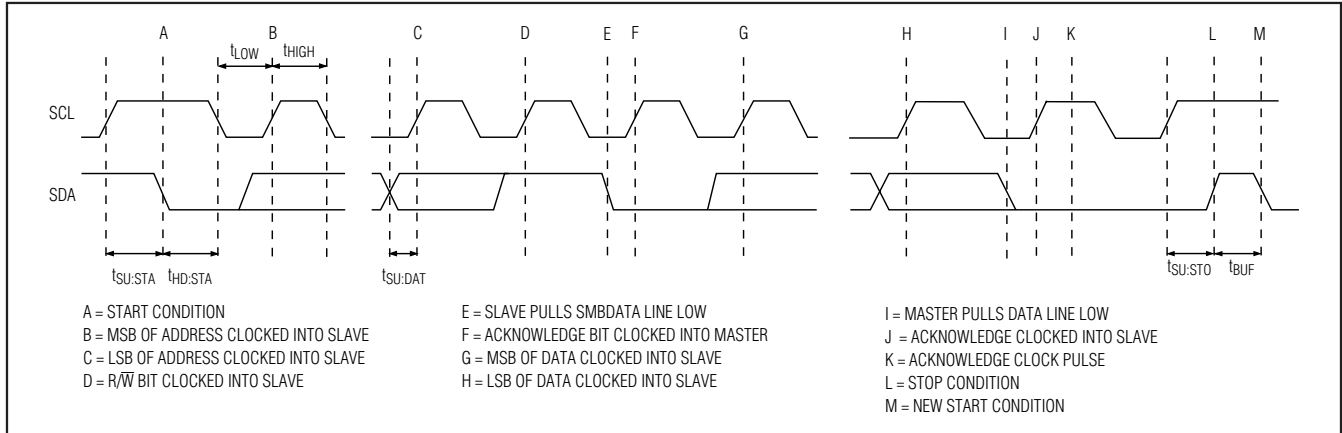 A B C D E F G H I J K L M
tLOW tHIGH
SCL
SDA
tSU:STA tHD:STA tSU:DAT tSU:STO tBUF
A = START CONDITION
B = MSB OF ADDRESS CLOCKED INTO SLAVE
C = LSB OF ADDRESS CLOCKED INTO SLAVE
D = R/W̅ BIT CLOCKED INTO SLAVE
E = SLAVE PULLS SMBDATA LINE LOW
F = ACKNOWLEDGE BIT CLOCKED INTO MASTER
G = MSB OF DATA CLOCKED INTO SLAVE
H = LSB OF DATA CLOCKED INTO SLAVE
I = MASTER PULLS DATA LINE LOW
J = ACKNOWLEDGE CLOCKED INTO SLAVE
K = ACKNOWLEDGE CLOCK PULSE
L = STOP CONDITION
M = NEW START CONDITION